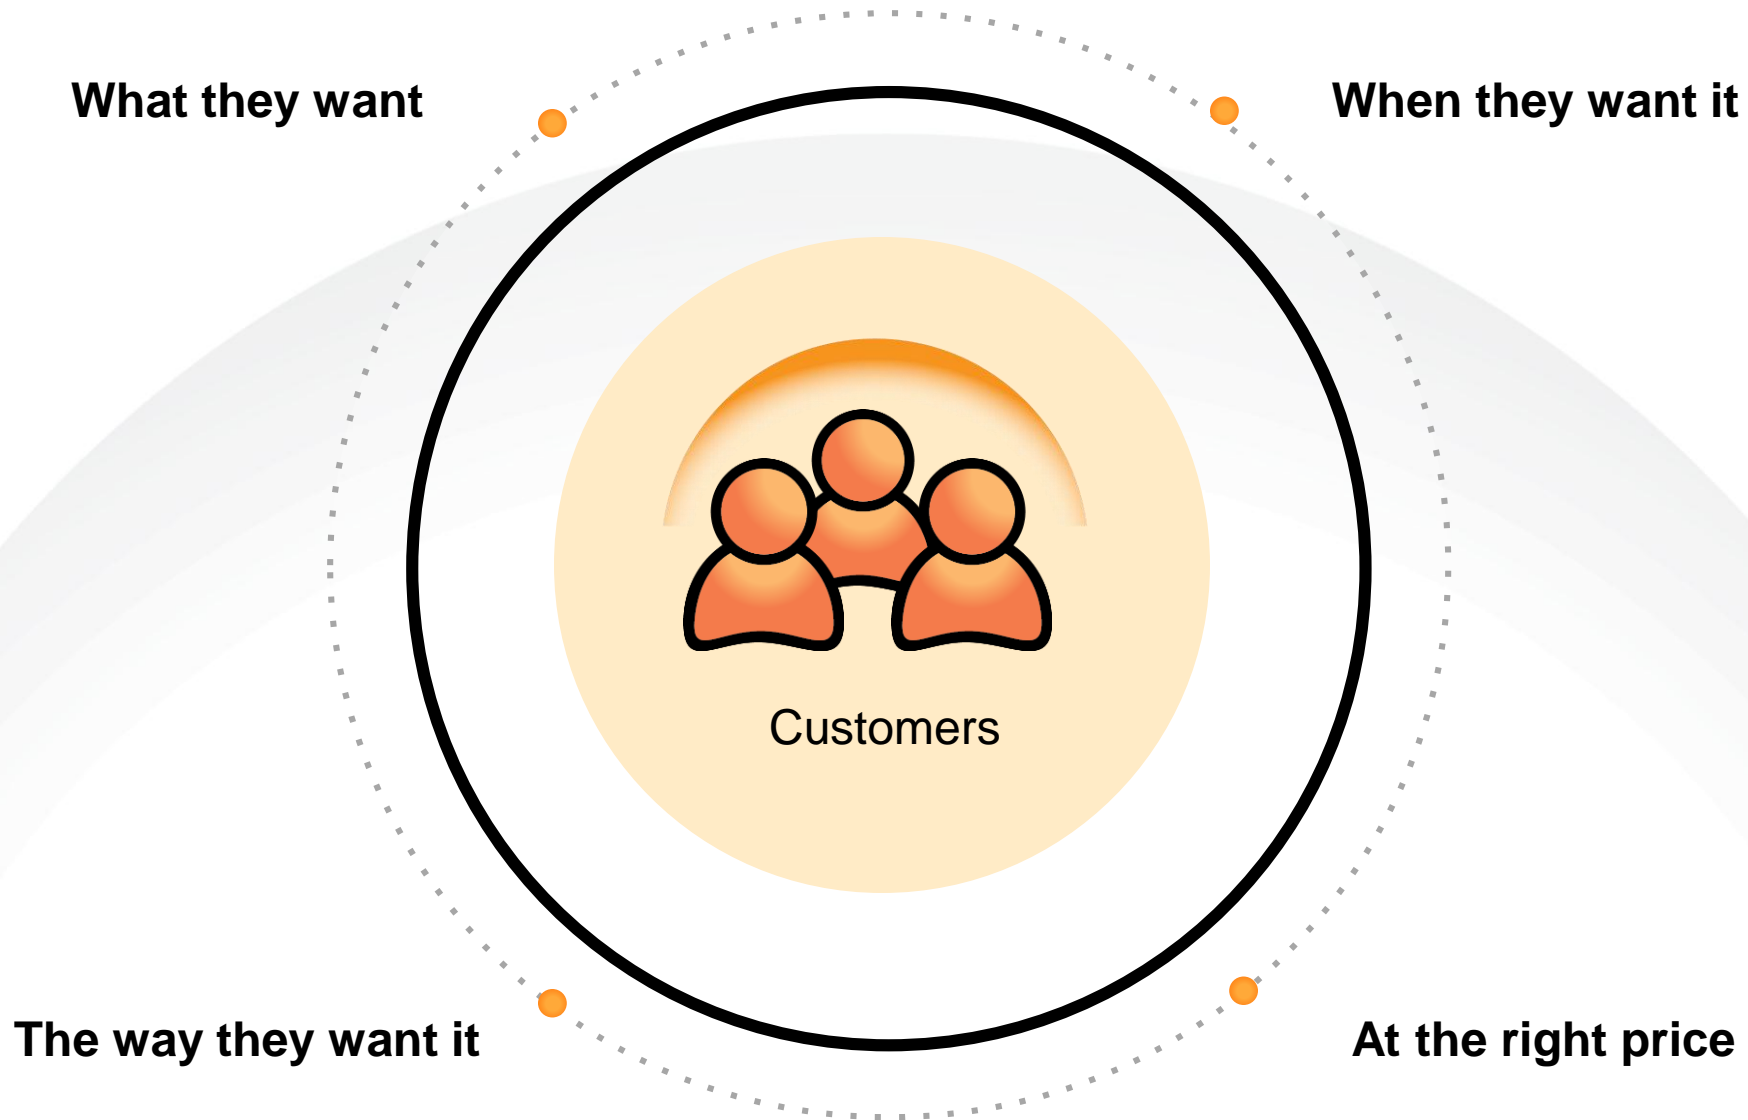 What they want
When they want it
Customers
The way they want it
At the right price